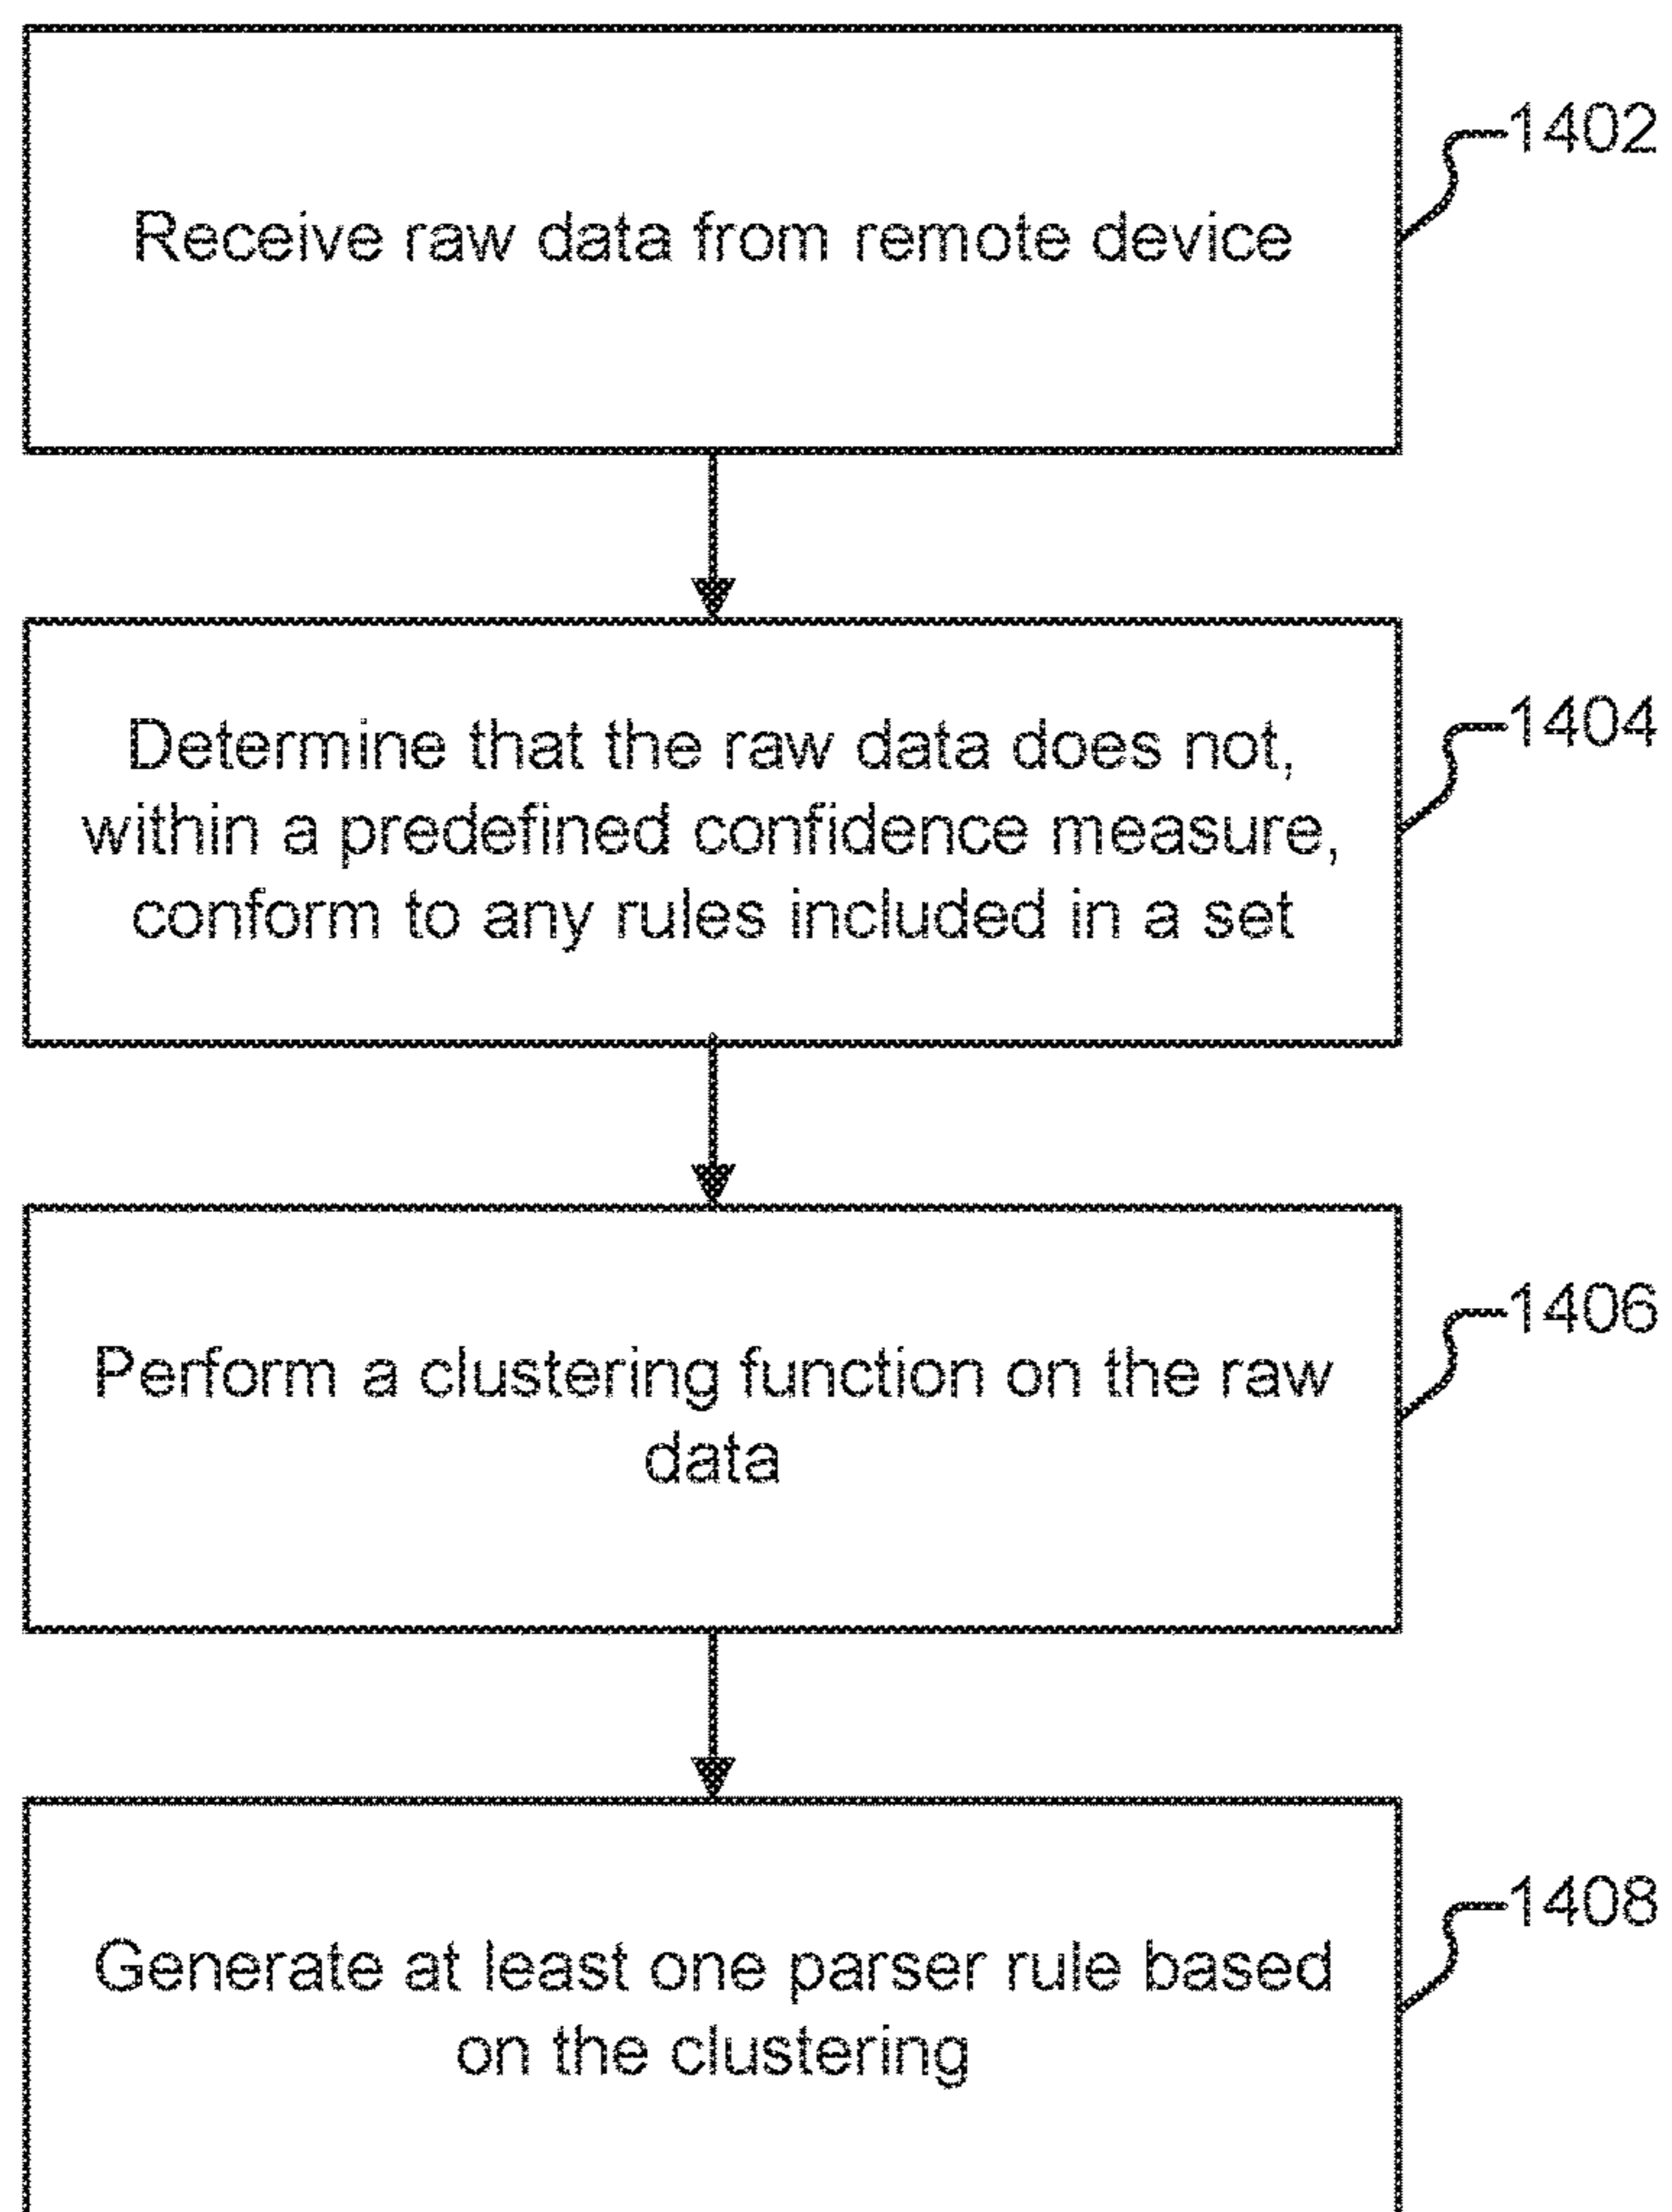 1402
Receive raw data from remote device
1404
Determine that the raw data does not,
within a predefined confidence measure,
conform to any rules included in a set
1406
Perform a clustering function on the raw
data
1408
Generate at least one parser rule based
on the clustering